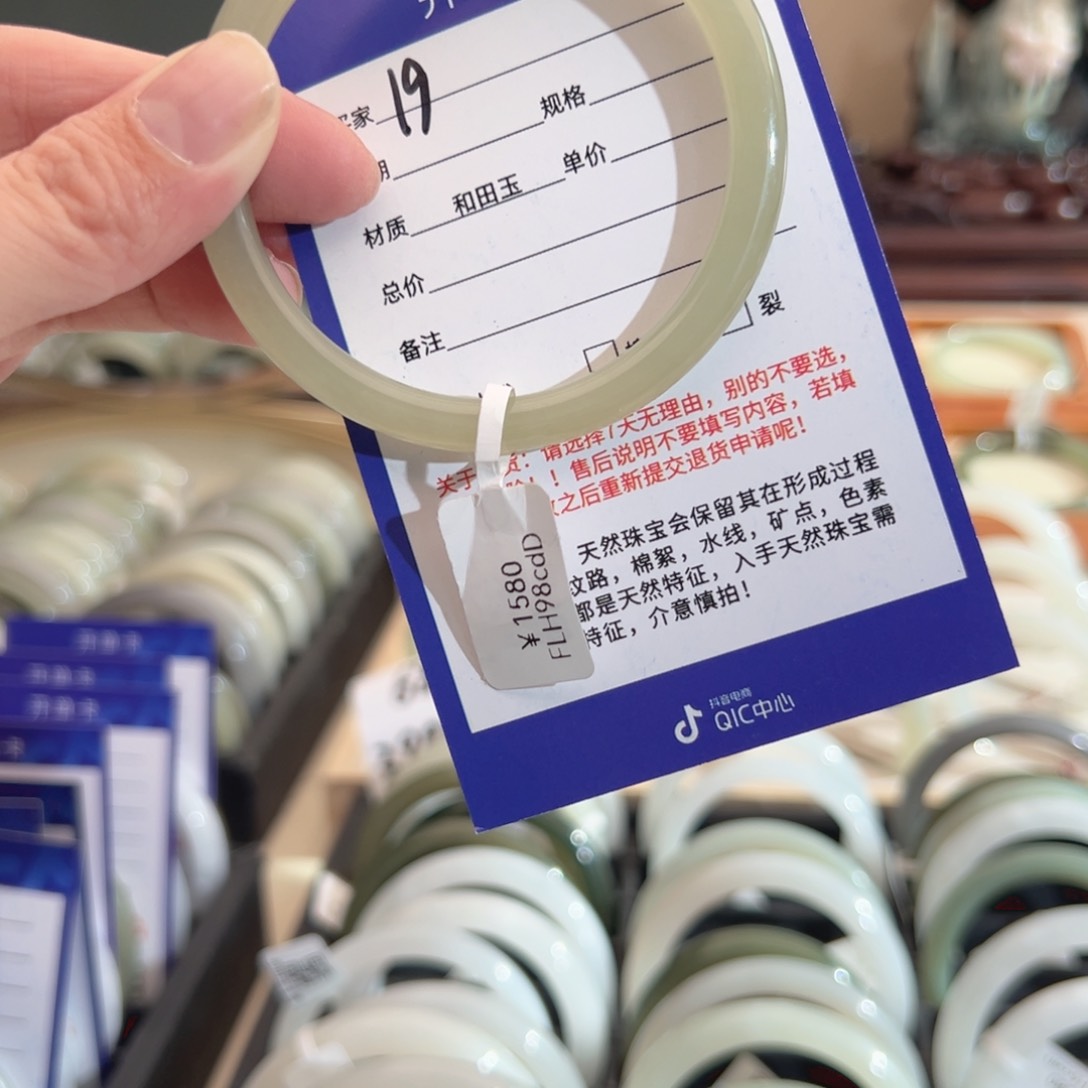 家 19
规格
期
单价
材质 和田玉
总价
备注
裂
关于 货：请选择7天无理由，别的不要选，
！！售后说明不要填写内容，若填
之后重新提交退货申请呢！
天然珠宝会保留其在形成过程
纹路，棉絮，水线，矿点，色素
都是天然特征，入手天然珠宝需
特征，介意慎拍！
¥1580
FLH98cdD
抖音电商
QIC中心